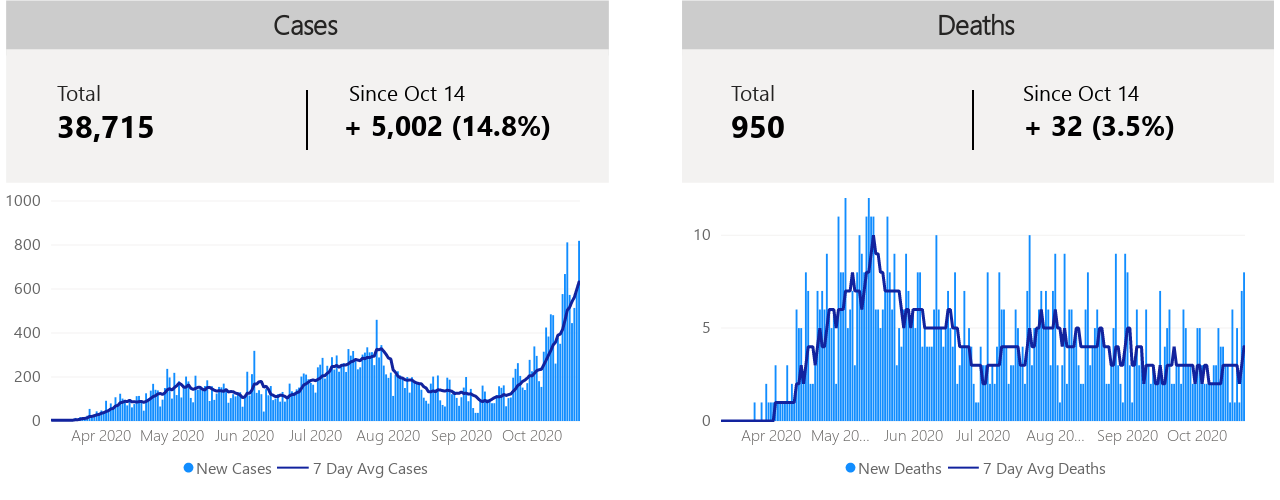 Cases
Total
38,715
Since Oct 14
+ 5,002 (14.8%)
1000
800
600
400
200
0
Apr 2020 May 2020 Jun 2020 Jul 2020 Aug 2020 Sep 2020 Oct 2020
New Cases 7 Day Avg Cases
Deaths
Total
950
Since Oct 14
+ 32 (3.5%)
10
5
0
Apr 2020 May 20... Jun 2020 Jul 2020 Aug 20... Sep 2020 Oct 2020
New Deaths 7 Day Avg Deaths